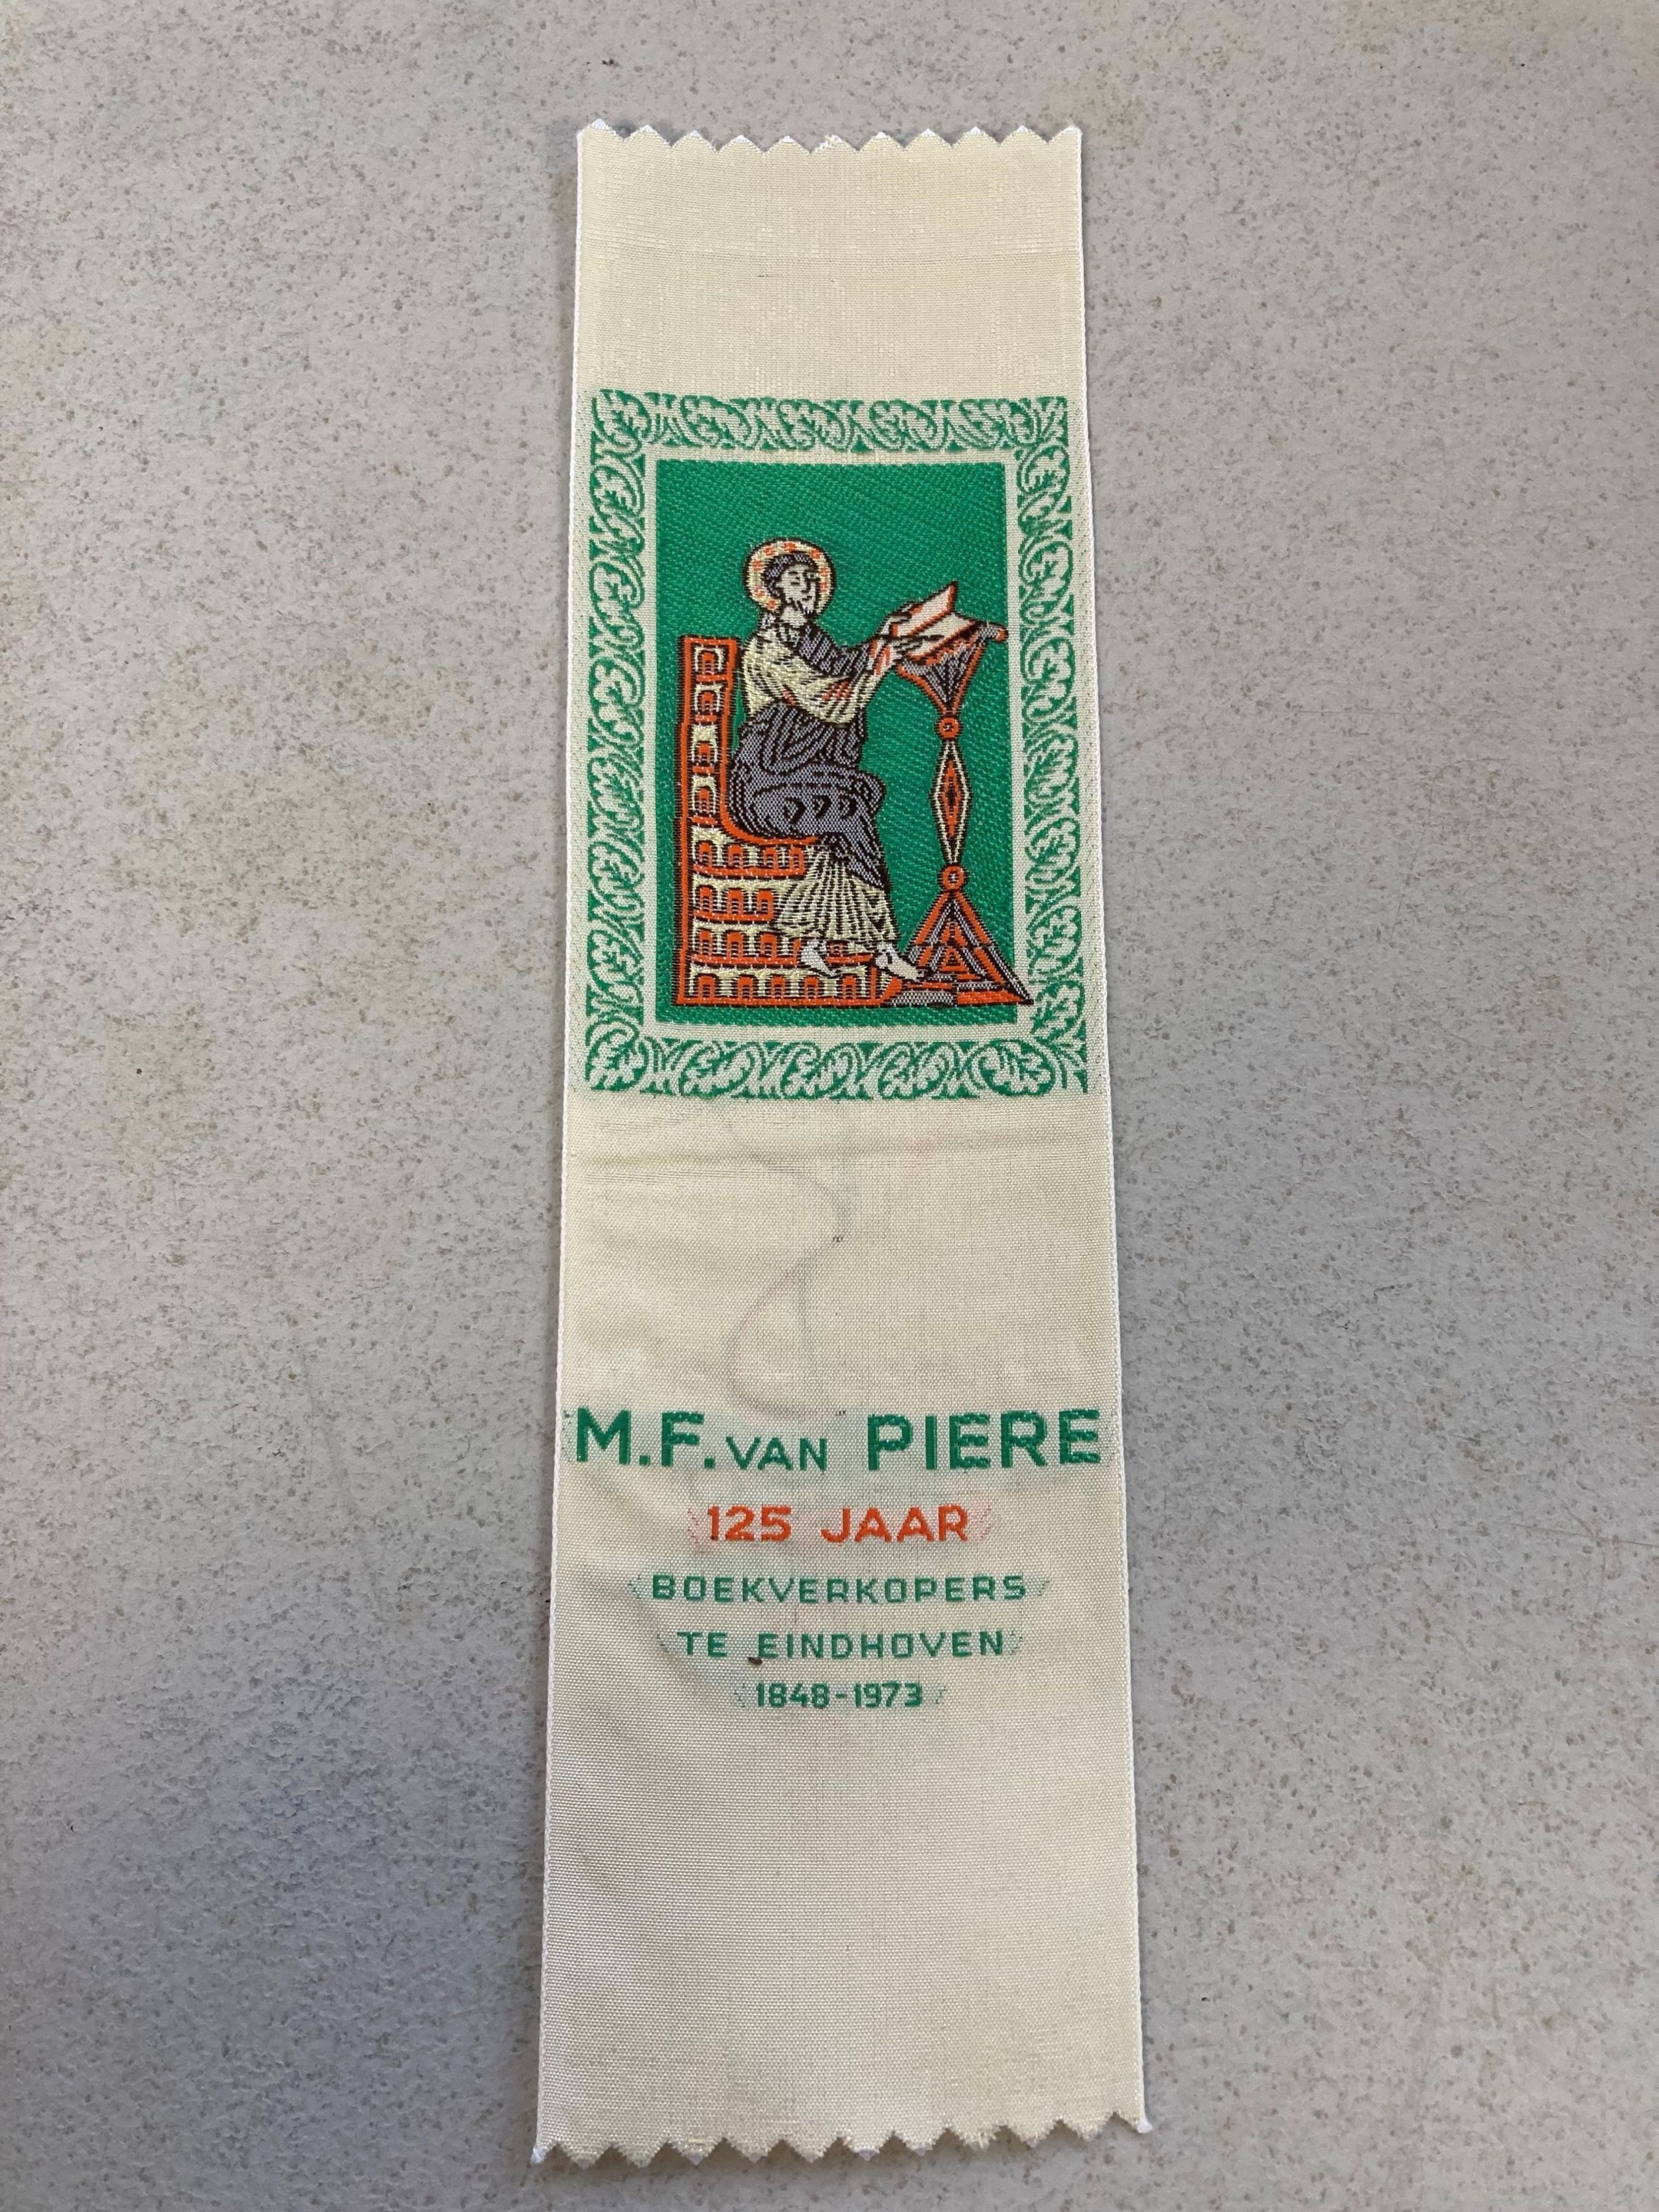 M.F. VAN PIERE
125 JAAR
BOEKVERKOPERS
TE EINDHOVEN
1848-1973